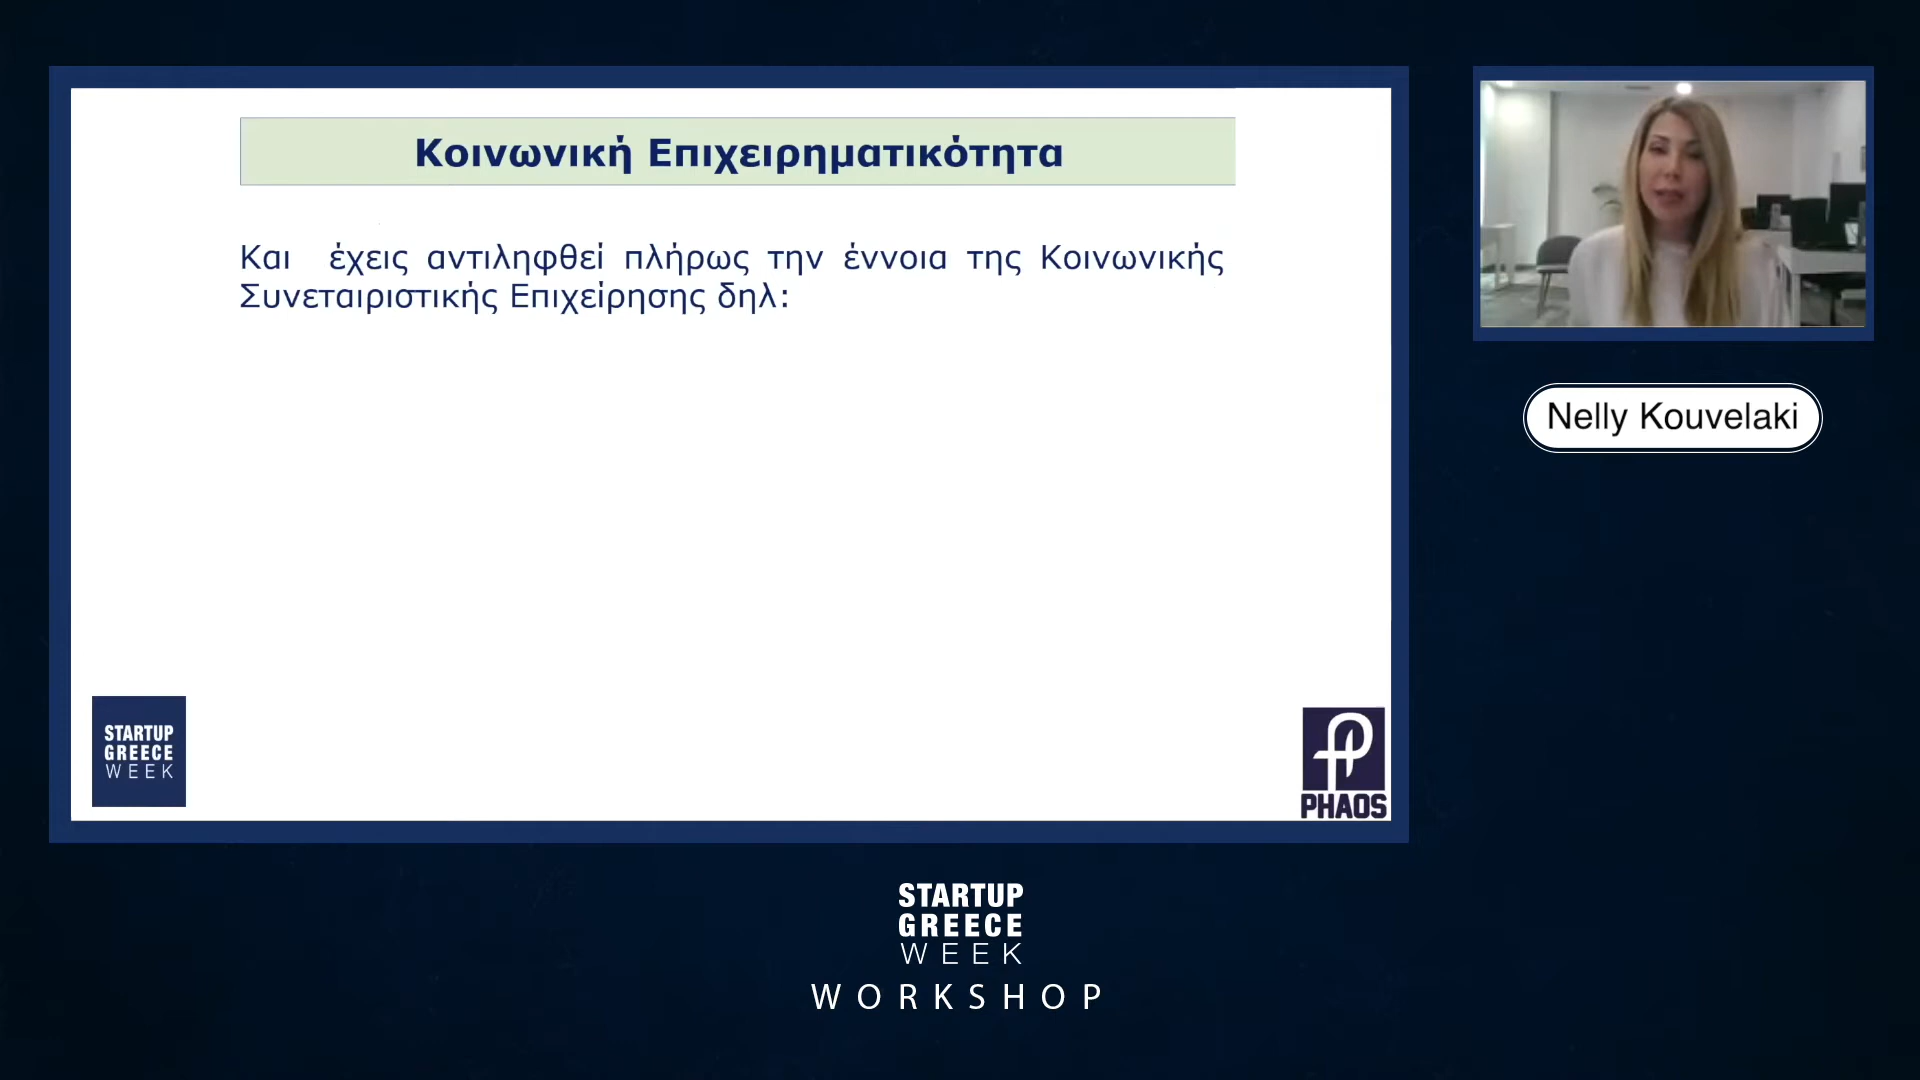 Κοινωνική Επιχειρηματικότητα
Και έχεις αντιληφθεί πλήρως την έννοια της Κοινωνικής
Συνεταιριστικής Επιχείρησης δηλ:
STARTUP
GREECE
WEEK
PHAOS
Nelly Kouvelaki
STARTUP
GREECE
WEEK
WORKSHOP